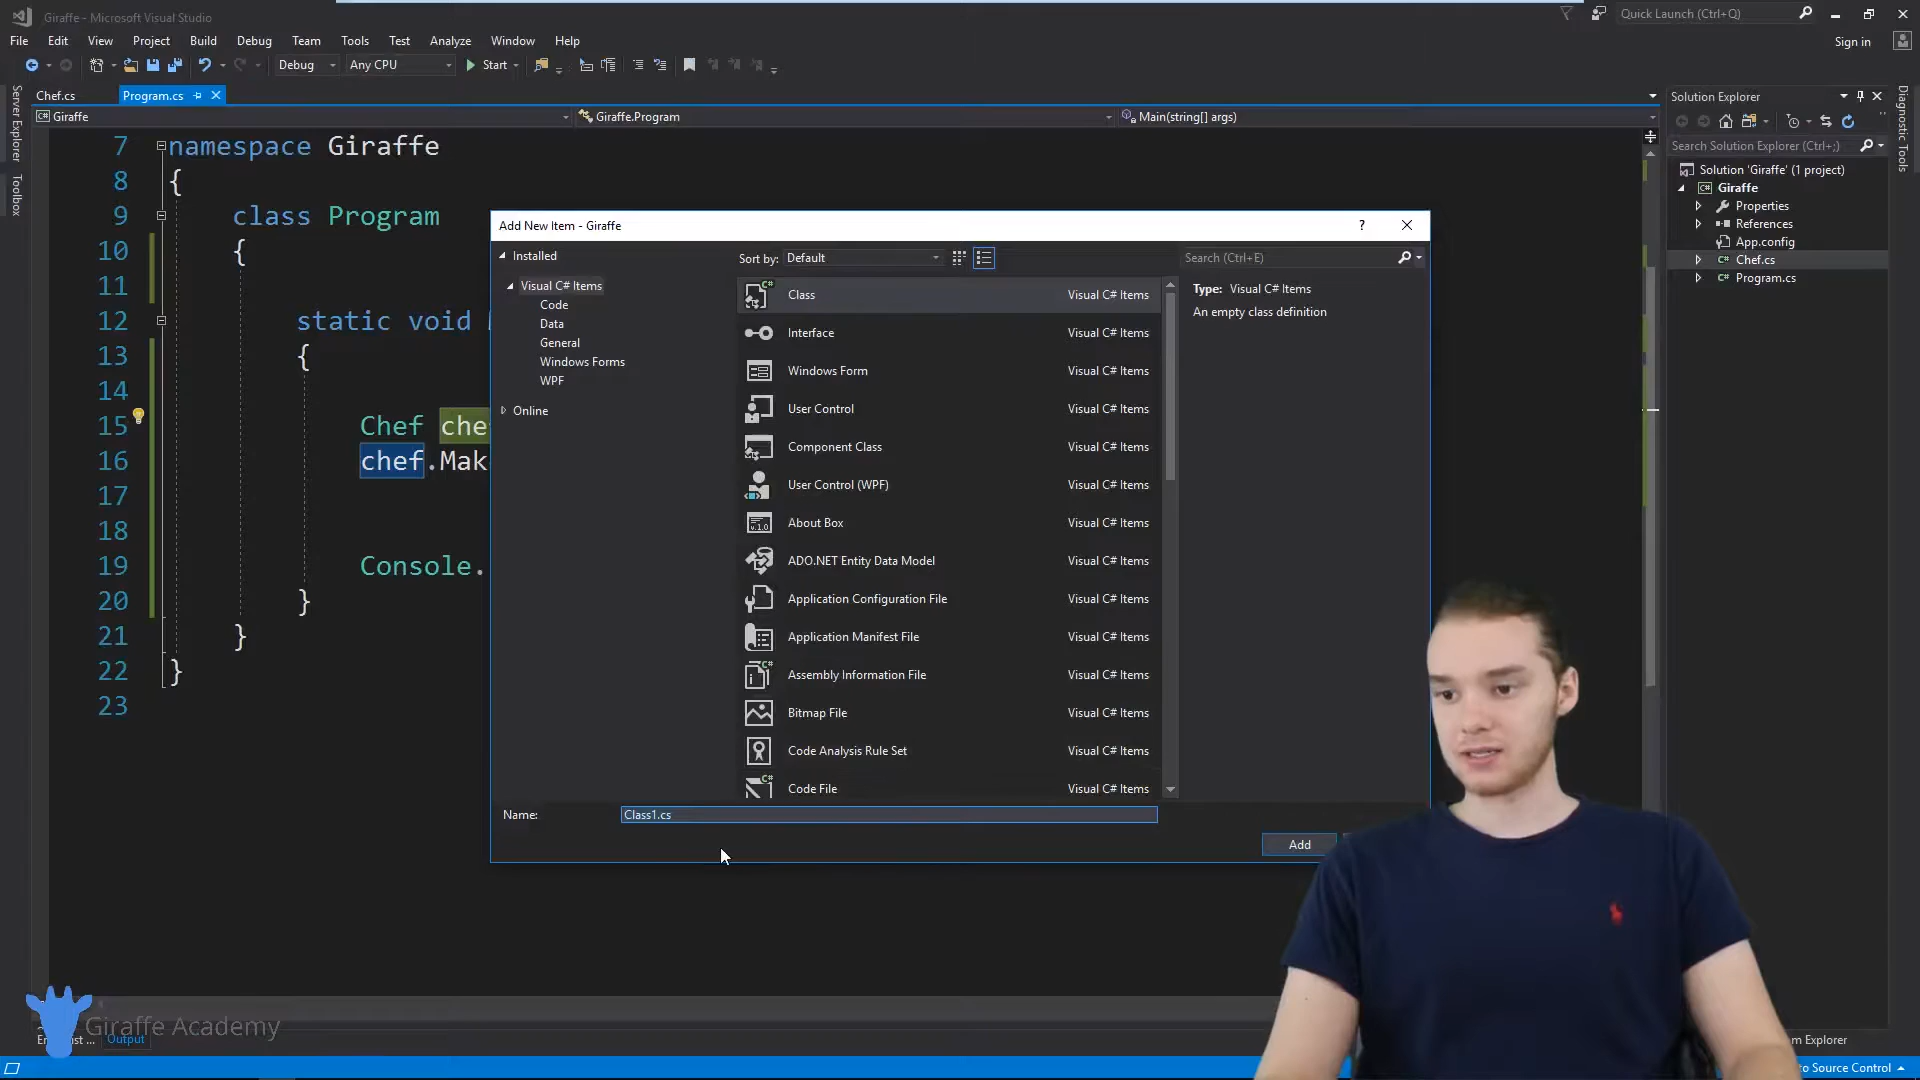 Giraffe - Microsoft Visual Studio
Quick Launch (Ctrl+Q)
File Edit View Project Build Debug Team Tools Test Analyze Window Help
Sign in
Debug Any CPU Start
Server Explorer
Toolbox
Chef.cs Program.cs
Giraffe Giraffe.Program Main(string[] args)
7 namespace Giraffe
8 {
9 class Program
10 {
11
12 static void
13 {
14
15 Chef che
16 chef.Mak
17
18
19 Console.
20 }
21 }
22 }
23
Add New Item - Giraffe
?
Installed
Visual C# Items
Code
Data
General
Windows Forms
WPF
Online
Sort by: Default
Search (Ctrl+E)
Class Visual C# Items
Interface Visual C# Items
Windows Form Visual C# Items
User Control Visual C# Items
Component Class Visual C# Items
User Control (WPF) Visual C# Items
About Box Visual C# Items
ADO.NET Entity Data Model Visual C# Items
Application Configuration File Visual C# Items
Application Manifest File Visual C# Items
Assembly Information File Visual C# Items
Bitmap File Visual C# Items
Code Analysis Rule Set Visual C# Items
Code File Visual C# Items
Type: Visual C# Items
An empty class definition
Name: Class1.cs
Add
Solution Explorer
Search Solution Explorer (Ctrl+;)
Solution 'Giraffe' (1 project)
Giraffe
Properties
References
App.config
Chef.cs
Program.cs
Diagnostic Tools
Giraffe Academy
Output
m Explorer
to Source Control